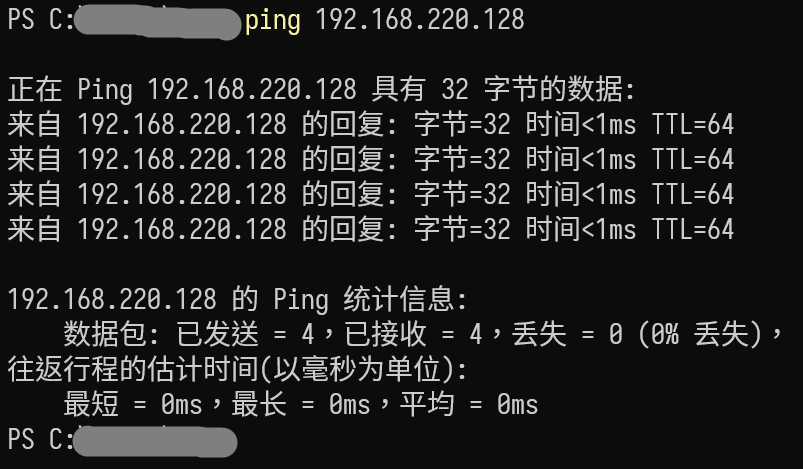 PS C: ping 192.168.220.128
正在 Ping 192.168.220.128 具有 32 字节的数据:
来自 192.168.220.128 的回复: 字节=32 时间<1ms TTL=64
来自 192.168.220.128 的回复: 字节=32 时间<1ms TTL=64
来自 192.168.220.128 的回复: 字节=32 时间<1ms TTL=64
来自 192.168.220.128 的回复: 字节=32 时间<1ms TTL=64
192.168.220.128 的 Ping 统计信息:
数据包: 已发送 = 4，已接收 = 4，丢失 = 0 (0% 丢失)，
往返行程的估计时间(以毫秒为单位):
最短 = 0ms，最长 = 0ms，平均 = 0ms
PS C: